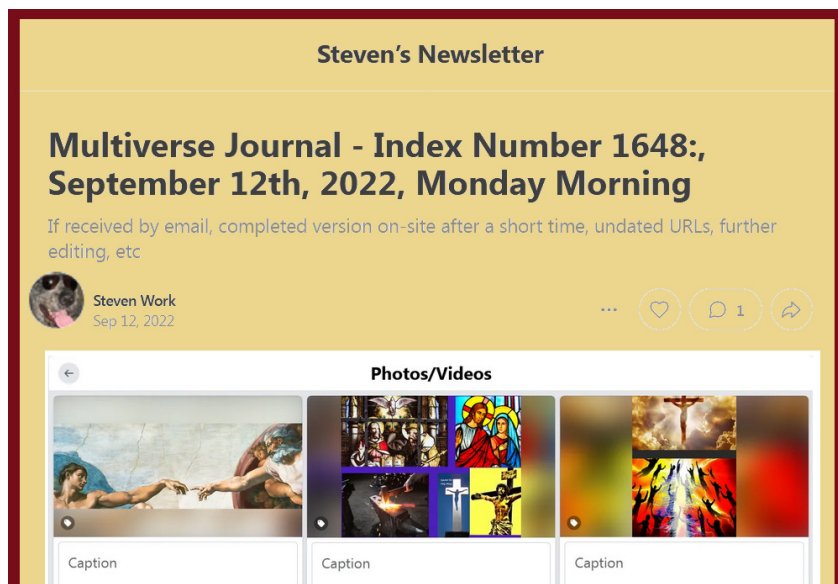 Steven’s Newsletter
Multiverse Journal - Index Number 1648:,
September 12th, 2022, Monday Morning
If received by email, completed version on-site after a short time, undated URLs, further
editing, etc
Steven Work
Sep 12, 2022
1
Photos/Videos
Caption
Caption
Caption